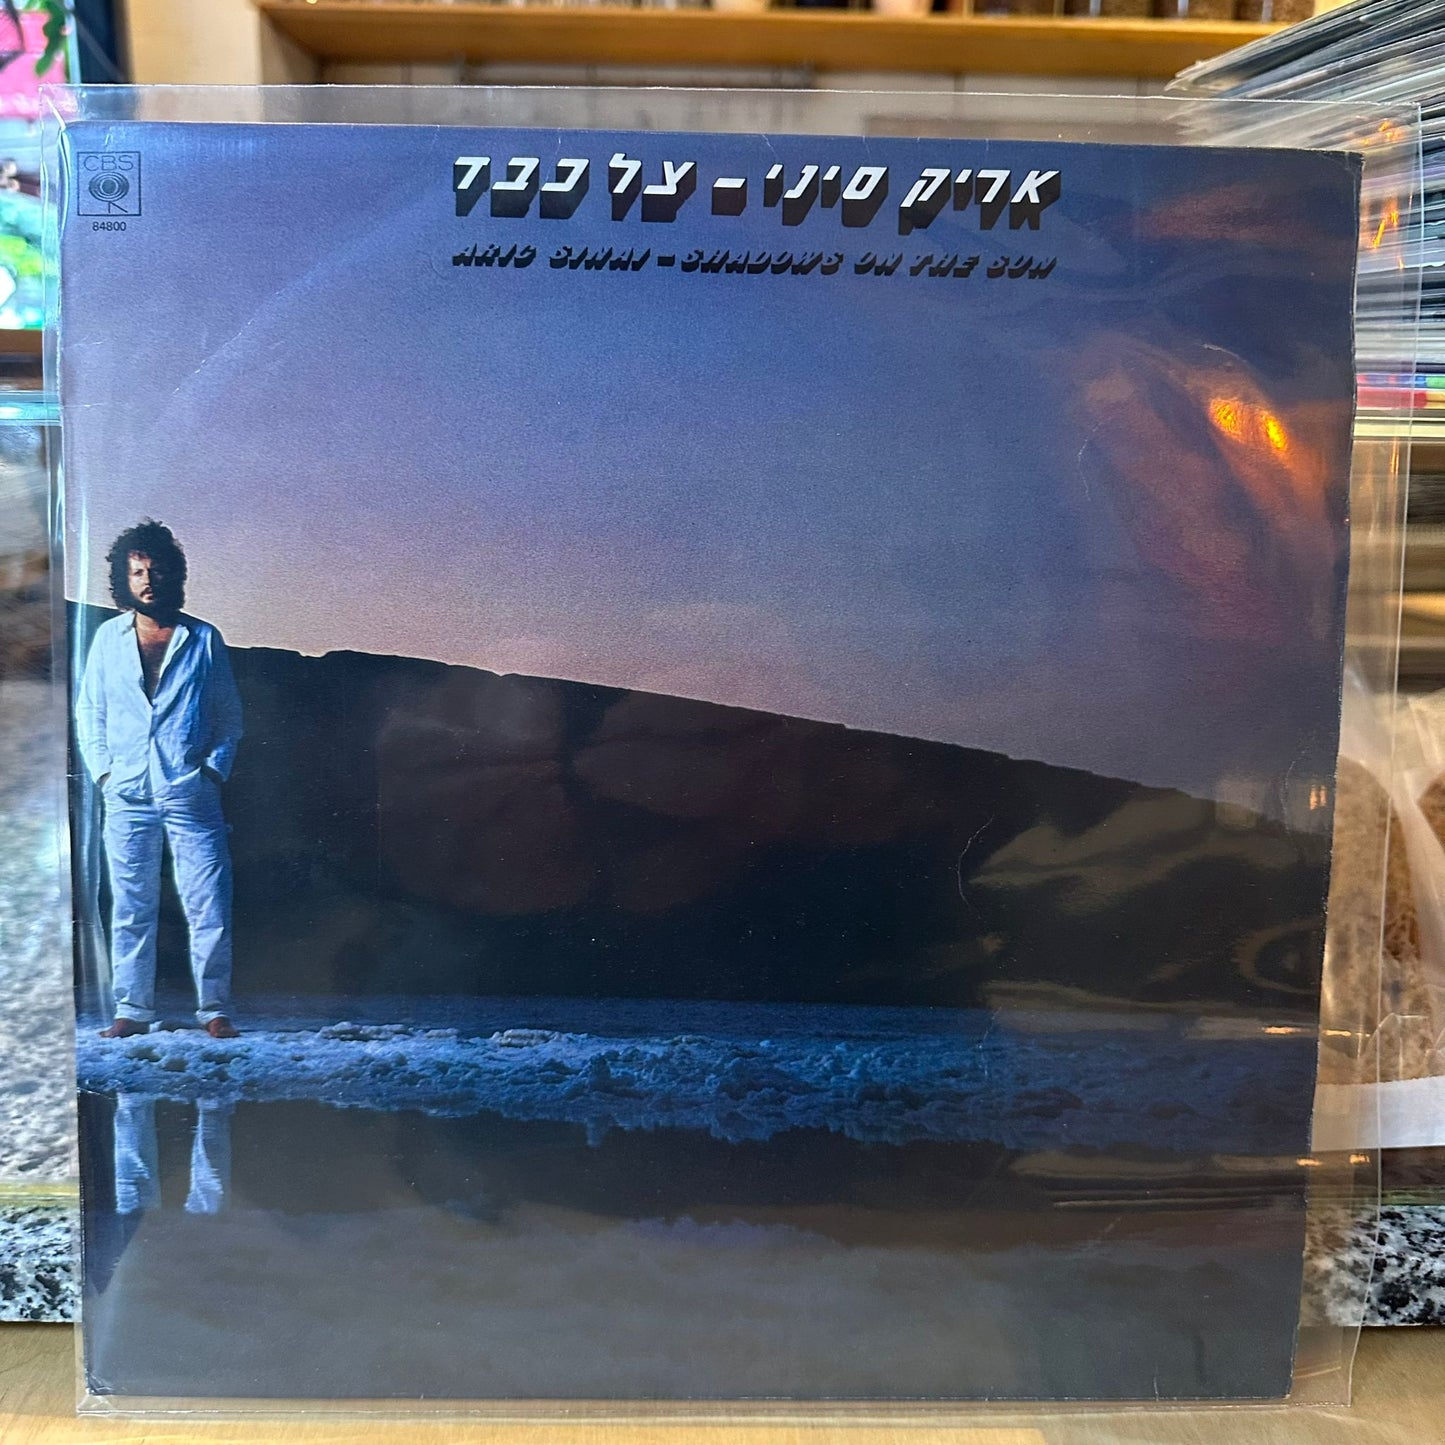 CBS
84800
אריק סיני - צל כבד
ARIC SINAI - SHADOWS ON THE SUN